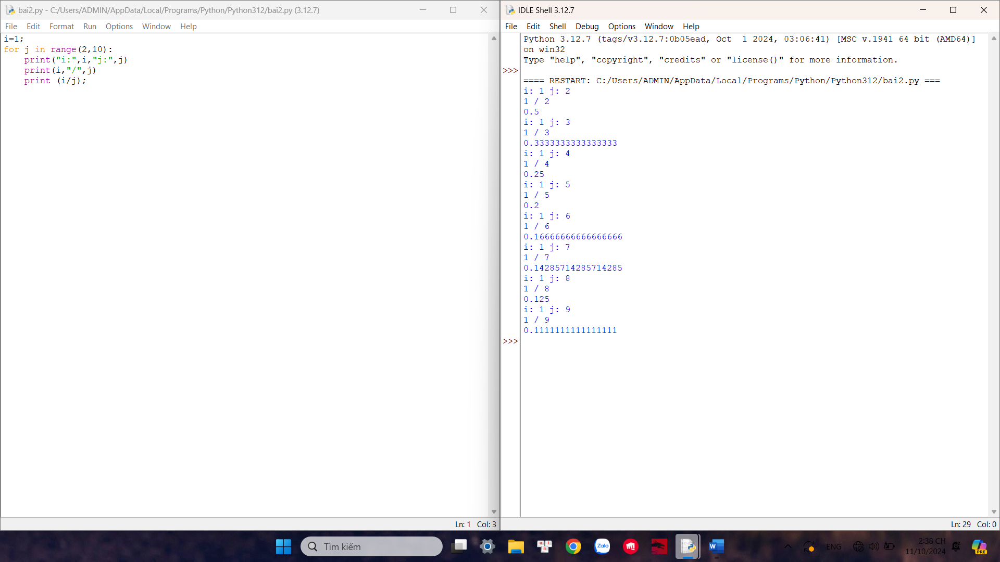 bai2.py - C:/Users/ADMIN/AppData/Local/Programs/Python/Python312/bai2.py (3.12.7)
File Edit Format Run Options Window Help
i=1;
for j in range(2,10):
    print("i:",i,"j:",j)
    print(i,"/",j)
    print (i/j);
Ln: 1 Col: 3
IDLE Shell 3.12.7
File Edit Shell Debug Options Window Help
Python 3.12.7 (tags/v3.12.7:0b05ead, Oct  1 2024, 03:06:41) [MSC v.1941 64 bit (AMD64)]
on win32
Type "help", "copyright", "credits" or "license()" for more information.
>>>
==== RESTART: C:/Users/ADMIN/AppData/Local/Programs/Python/Python312/bai2.py ===
i: 1 j: 2
1 / 2
0.5
i: 1 j: 3
1 / 3
0.3333333333333333
i: 1 j: 4
1 / 4
0.25
i: 1 j: 5
1 / 5
0.2
i: 1 j: 6
1 / 6
0.16666666666666666
i: 1 j: 7
1 / 7
0.14285714285714285
i: 1 j: 8
1 / 8
0.125
i: 1 j: 9
1 / 9
0.1111111111111111
>>>
Ln: 29 Col: 0
Tìm kiếm
Zalo
ENG
2:38 CH
11/10/2024
PRE